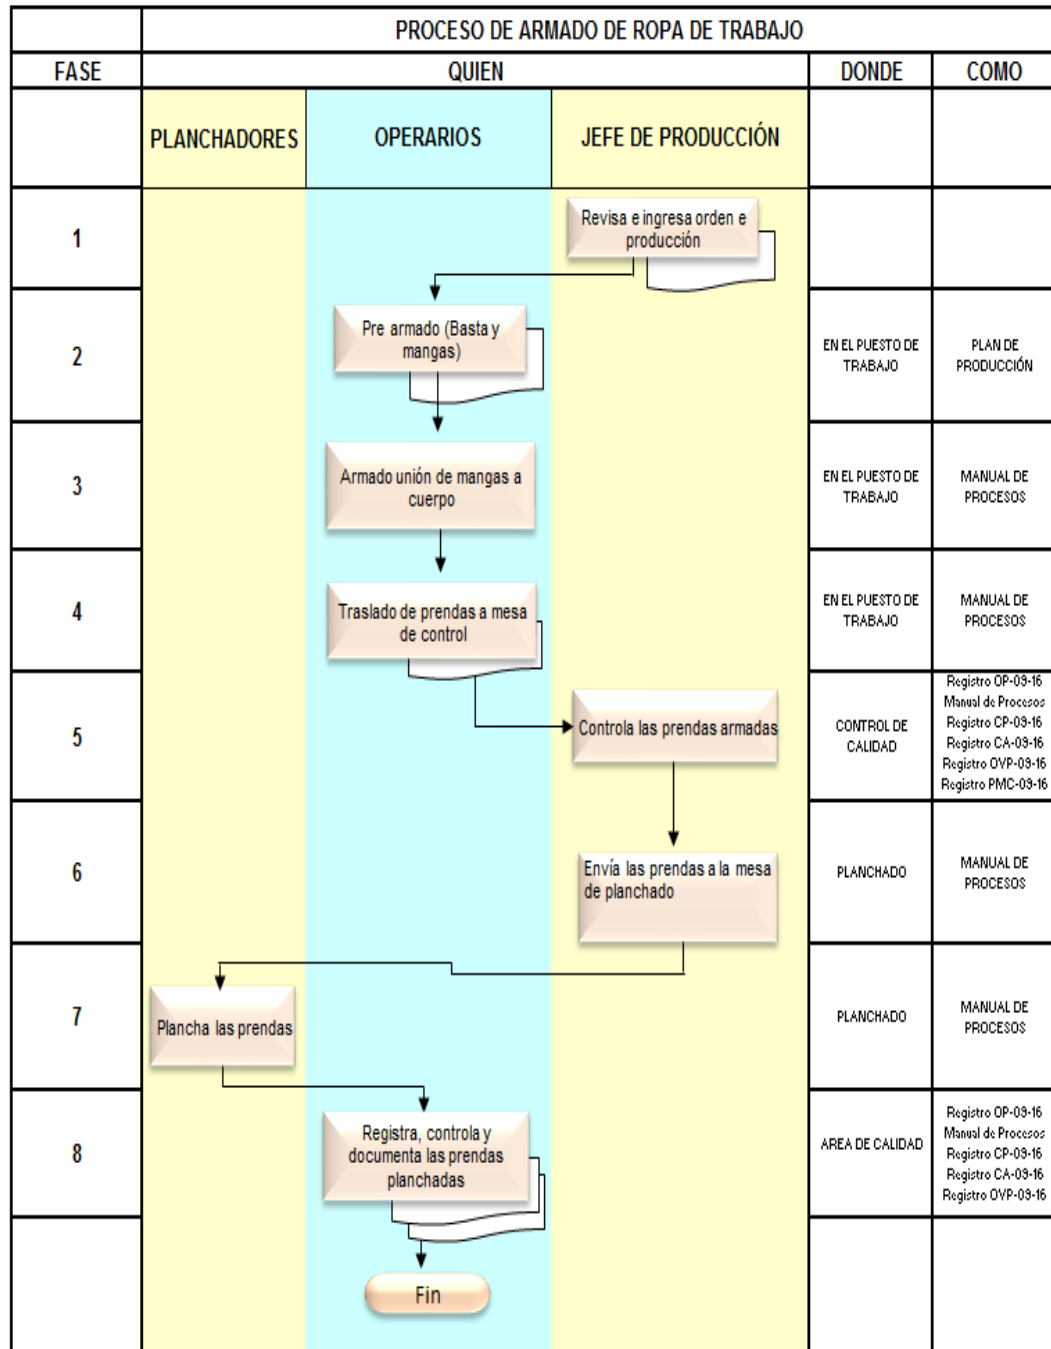 PROCESO DE ARMADO DE ROPA DE TRABAJO
FASE
QUIEN
DONDE
COMO
PLANCHADORES
OPERARIOS
JEFE DE PRODUCCIÓN
1
Revisa e ingresa orden e
producción
2
Pre armado (Basta y
mangas)
EN EL PUESTO DE
TRABAJO
PLAN DE
PRODUCCIÓN
3
Armado unión de mangas a
cuerpo
EN EL PUESTO DE
TRABAJO
MANUAL DE
PROCESOS
4
Traslado de prendas a mesa
de control
EN EL PUESTO DE
TRABAJO
MANUAL DE
PROCESOS
5
Controla las prendas armadas
CONTROL DE
CALIDAD
Registro OP-09-16
Manual de Procesos
Registro CP-09-16
Registro CA-09-16
Registro OVP-09-16
Registro PMC-09-16
6
Envía las prendas a la mesa
de planchado
PLANCHADO
MANUAL DE
PROCESOS
7
Plancha las prendas
PLANCHADO
MANUAL DE
PROCESOS
8
Registra, controla y
documenta las prendas
planchadas
AREA DE CALIDAD
Registro OP-09-16
Manual de Procesos
Registro CP-09-16
Registro CA-09-16
Registro OVP-09-16
Fin